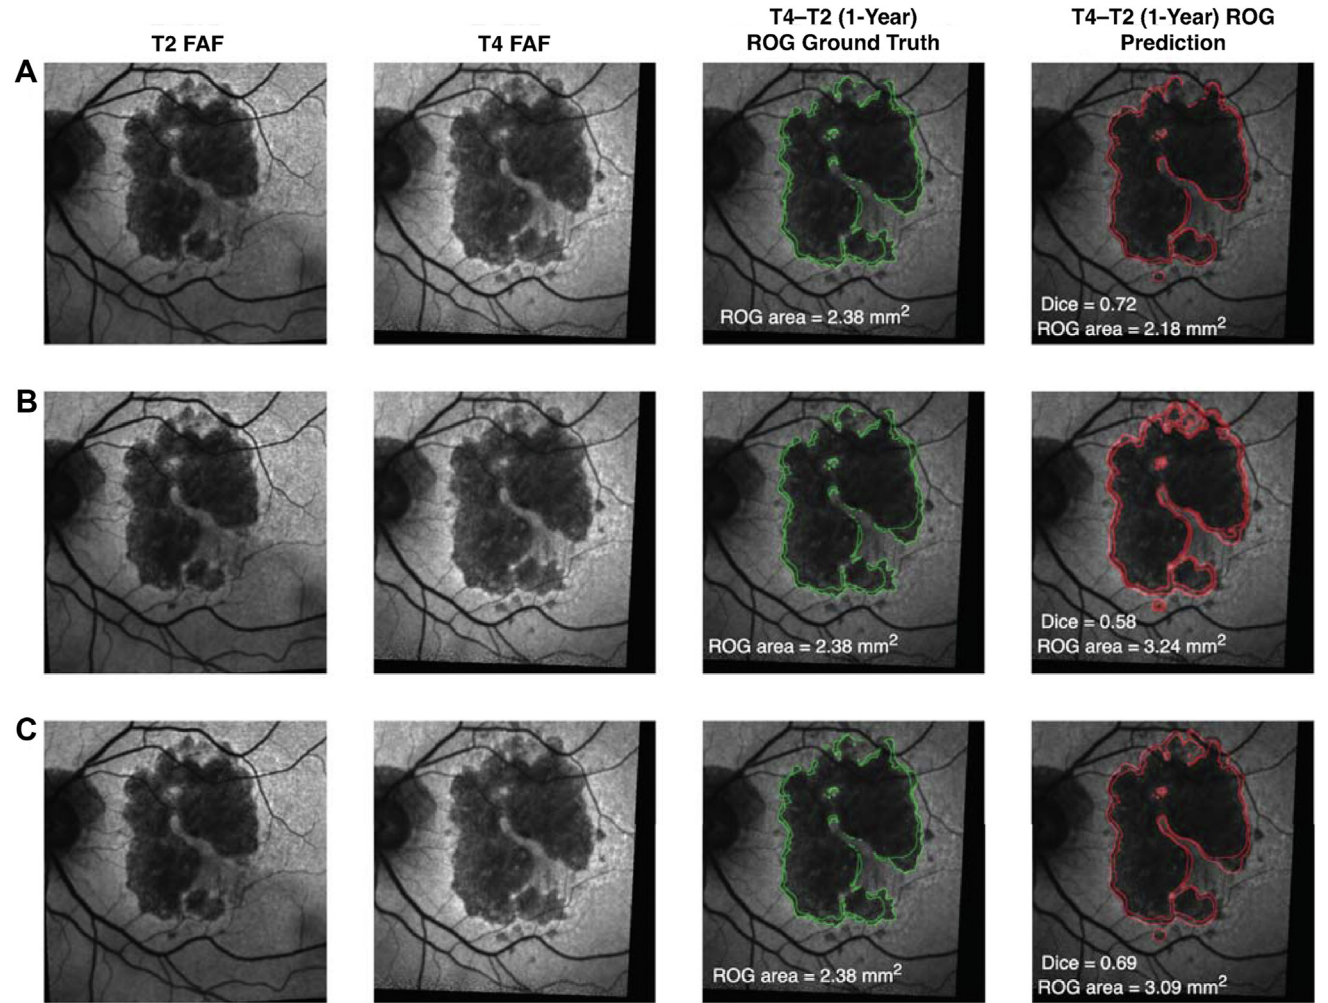 T2 FAF
T4 FAF
T4–T2 (1-Year)
ROG Ground Truth
T4–T2 (1-Year) ROG
Prediction
A
ROG area = 2.38 mm²
Dice = 0.72
ROG area = 2.18 mm²
B
ROG area = 2.38 mm²
Dice = 0.58
ROG area = 3.24 mm²
C
ROG area = 2.38 mm²
Dice = 0.69
ROG area = 3.09 mm²